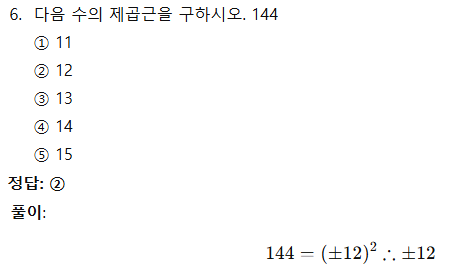 6. 다음 수의 제곱근을 구하시오. 144
① 11
② 12
③ 13
④ 14
⑤ 15
정답: ②
풀이:
144 = (±12)² ∴ ±12